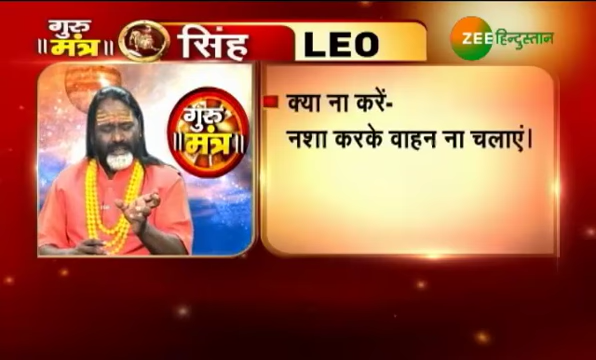 गुरु
॥मंत्र॥
सिंह
LEO
ZEE हिन्दुस्तान
गुरु
॥मंत्र॥
क्या ना करें-
नशा करके वाहन ना चलाएं।